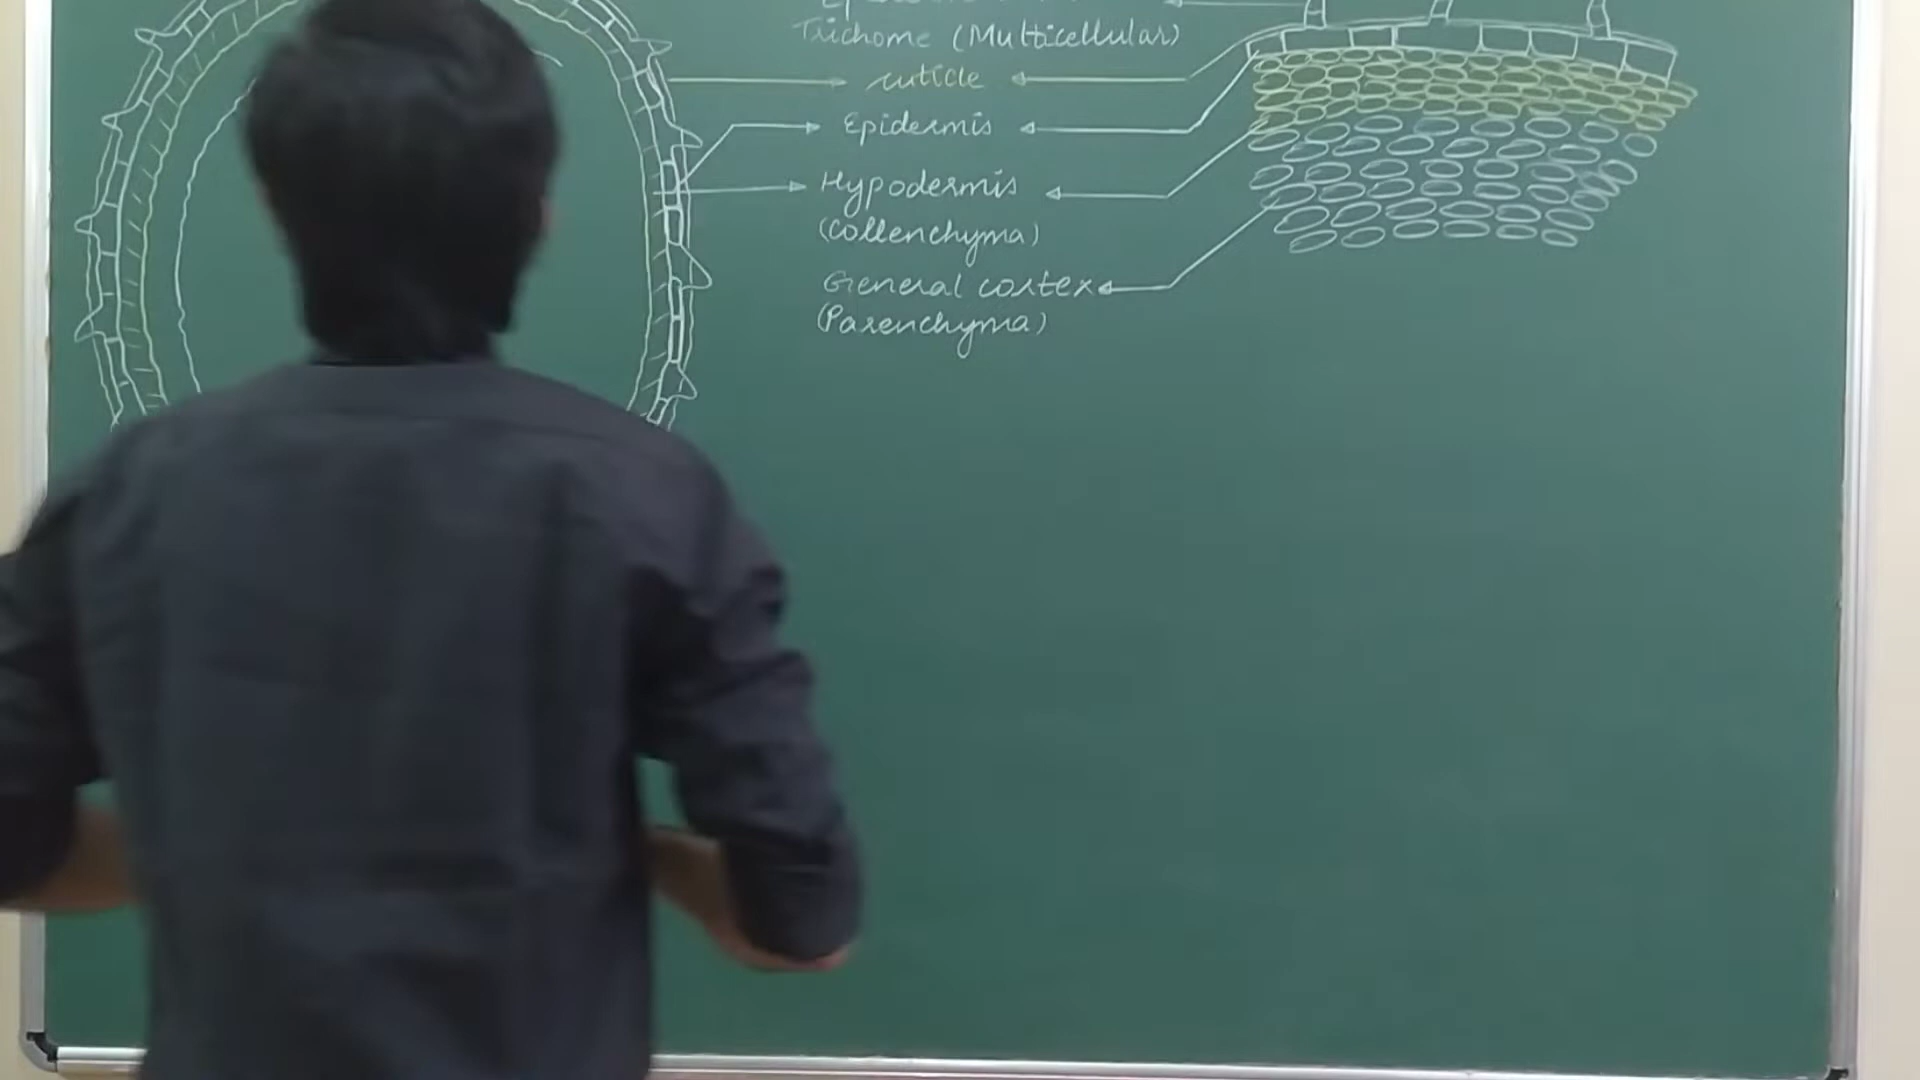 Trichome (Multicellular)
cuticle
Epidermis
Hypodermis
(collenchyma)
General cortex
(Parenchyma)